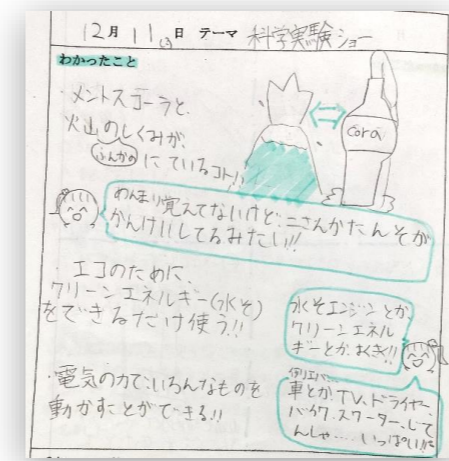 12月11日 テーマ 科学実験ショー
わかったこと
・メントスコーラと、
火山のしくみが、
ふんかの
にているコト!!
cora
あんまり覚えてないけど、二さんかたんそが
かんけいしてるみたい!!
・エコのために、
クリーンエネルギー(水そ)
をできるだけ使う!!
水そエンジンとか
クリーンエネル
ギーとか
・電気の力で、いろんなものを
動かすことができる!!
車とか、TV、ドライヤー、
バイク、スクーター、じて
んしゃ……いっぱい!!